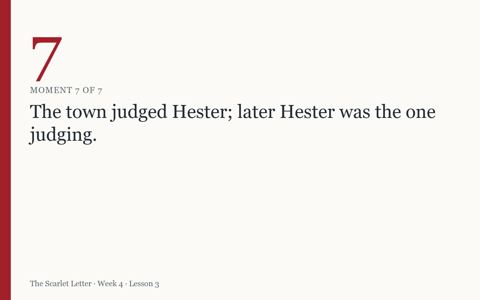 7
MOMENT 7 OF 7
The town judged Hester; later Hester was the one
judging.
The Scarlet Letter · Week 4 · Lesson 3